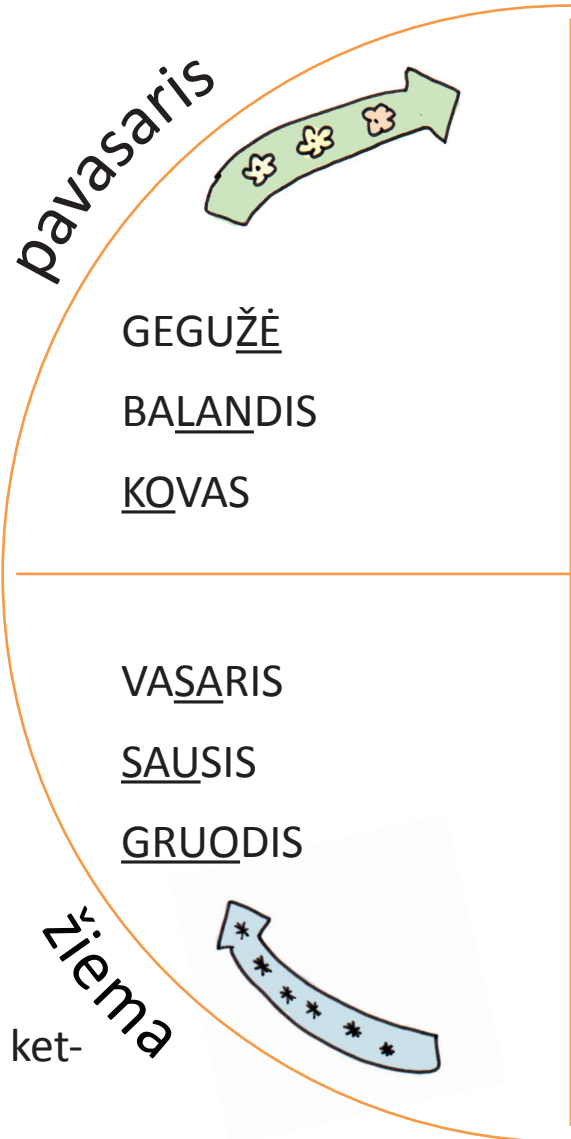 pavasaris
GEGUŽĖ
BALANDIS
KOVAS
VASARIS
SAUSIS
GRUODIS
žiema
ket-